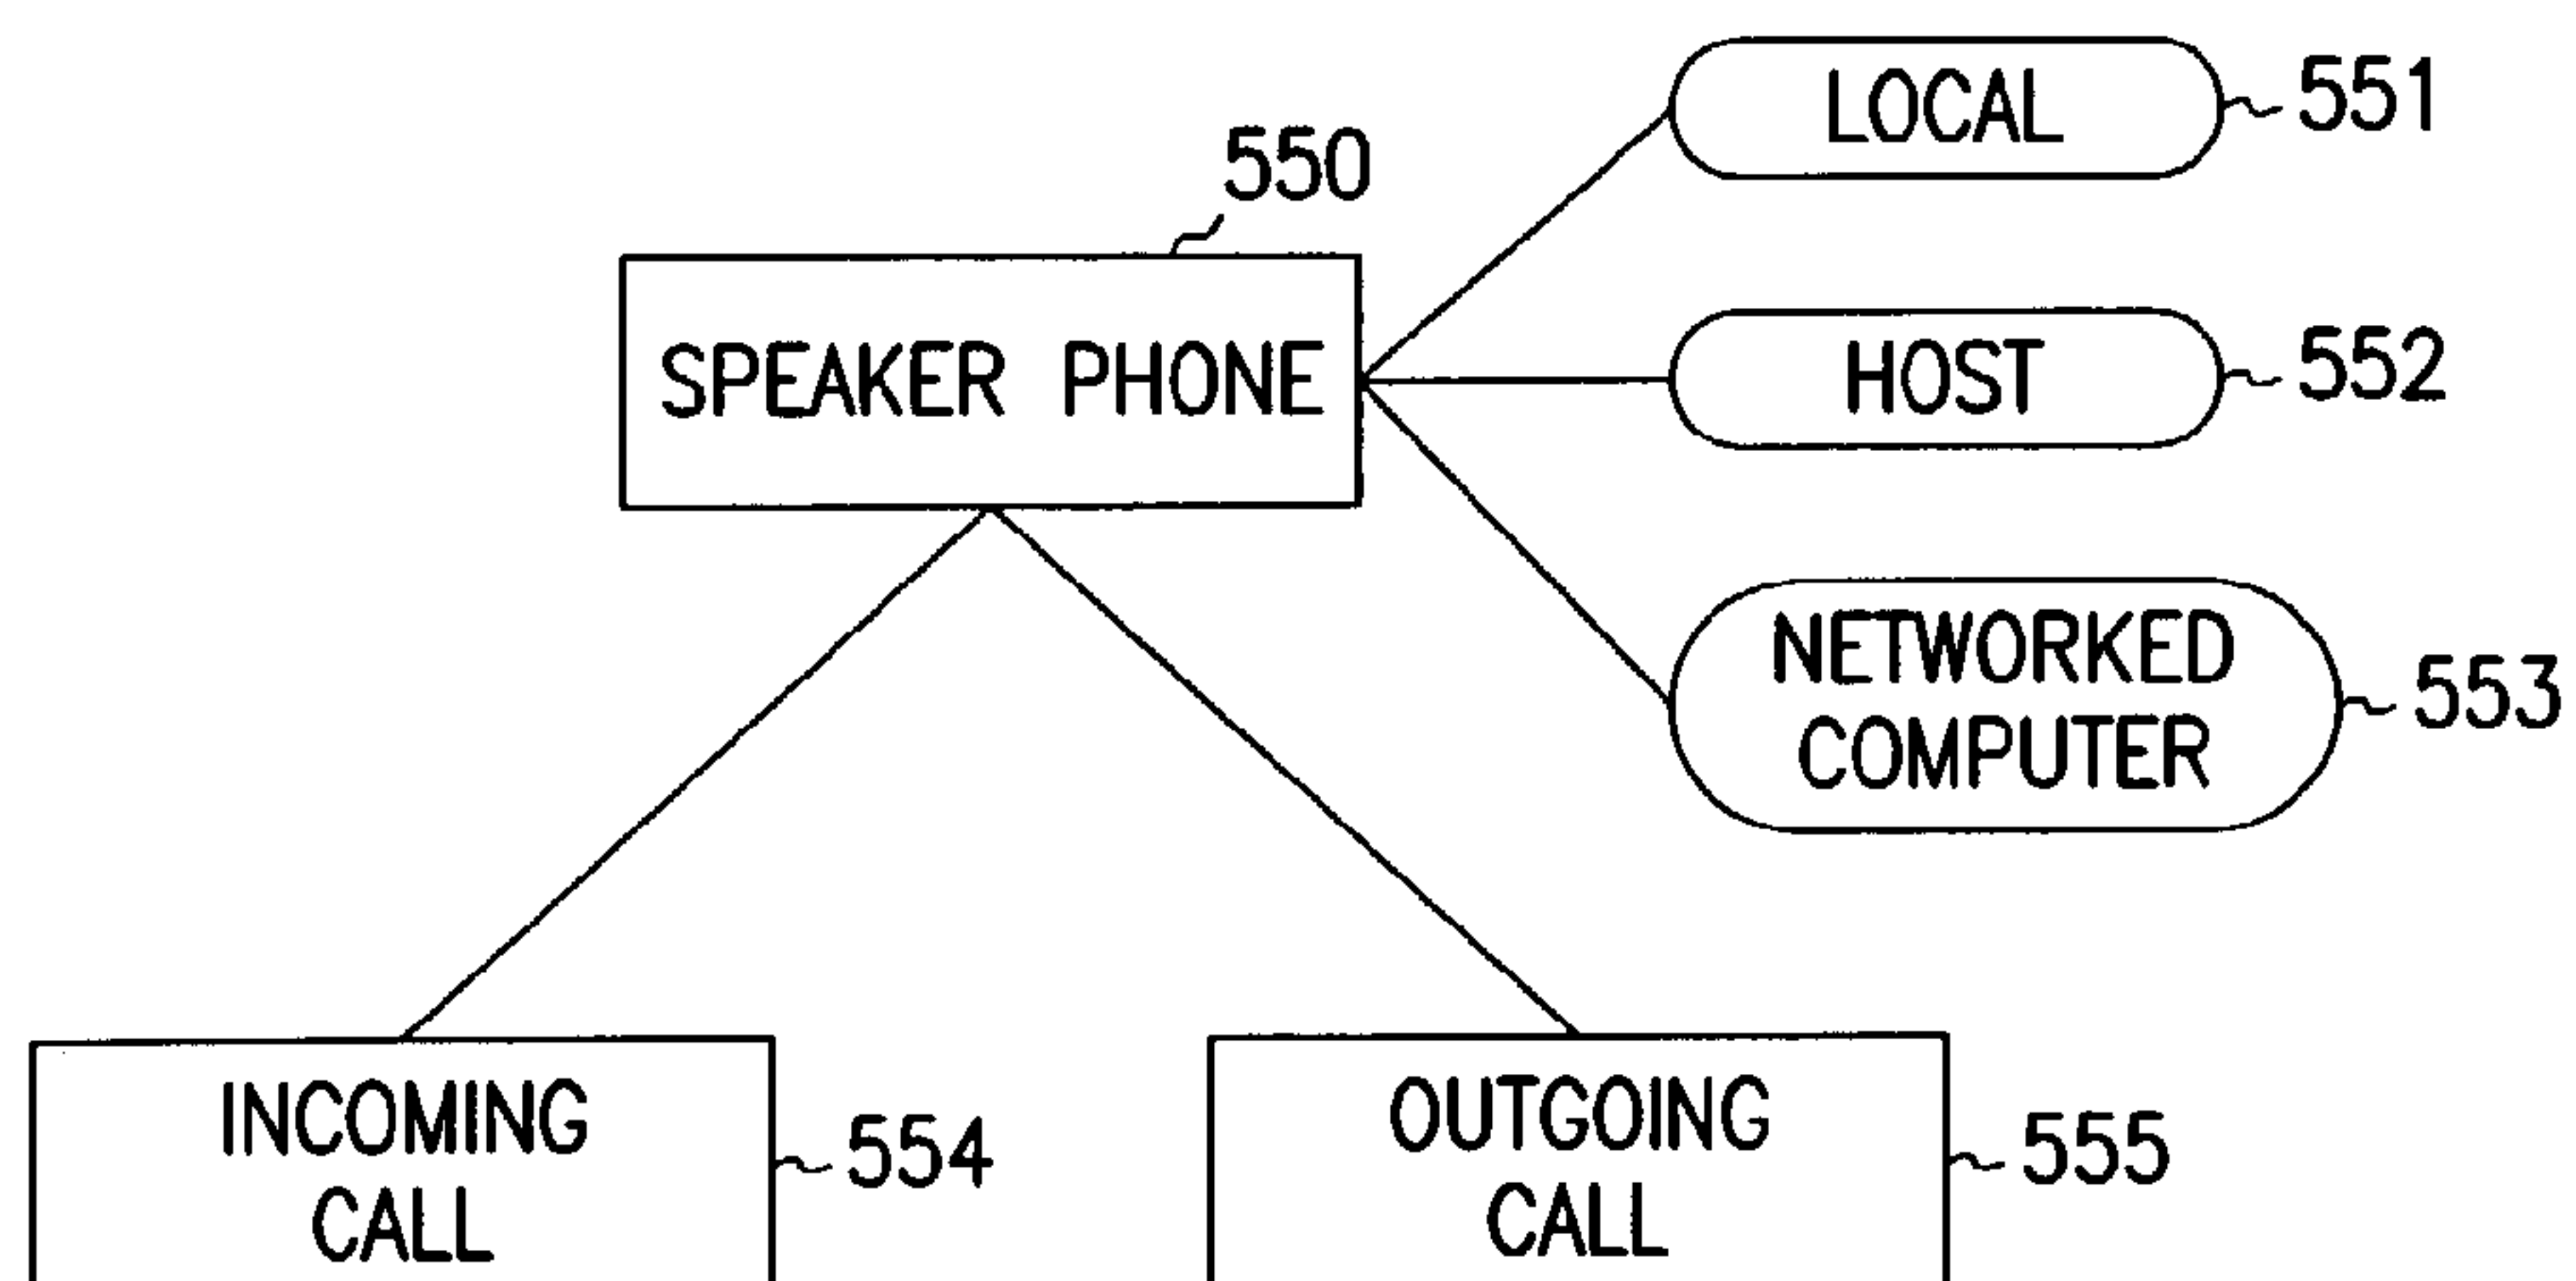 LOCAL
551
550
SPEAKER PHONE
HOST
552
NETWORKED
COMPUTER
553
INCOMING
CALL
554
OUTGOING
CALL
555